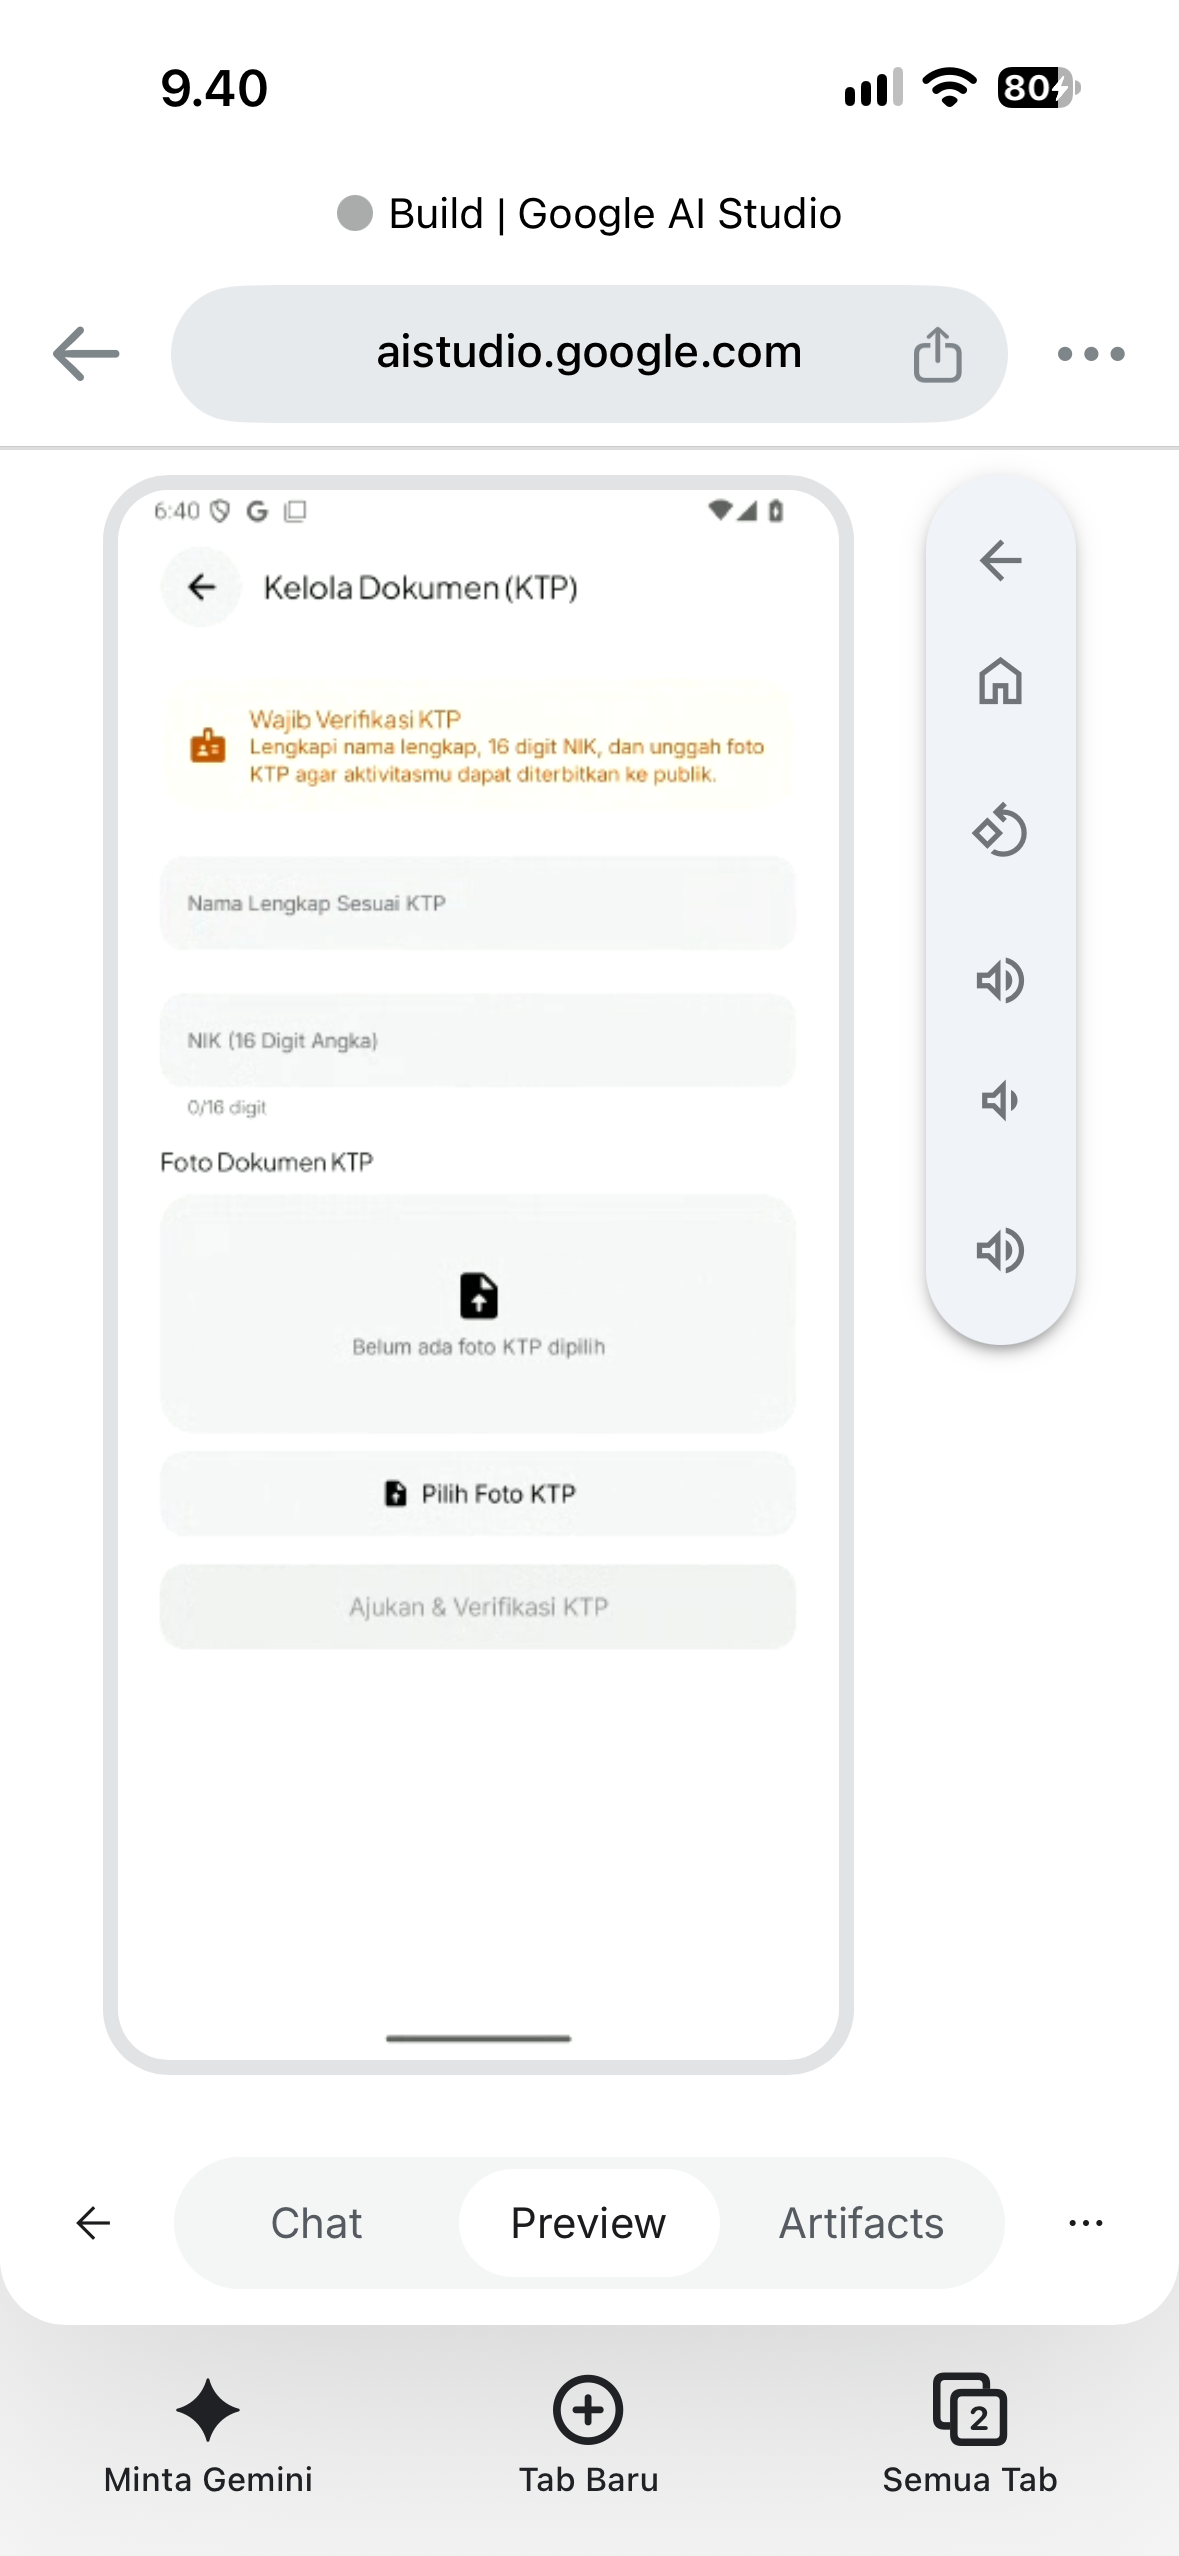 9.40
80
Build | Google AI Studio
aistudio.google.com
6:40
G
Kelola Dokumen (KTP)
Wajib Verifikasi KTP
Lengkapi nama lengkap, 16 digit NIK, dan unggah foto
KTP agar aktivitasmu dapat diterbitkan ke publik.
Nama Lengkap Sesuai KTP
NIK (16 Digit Angka)
0/16 digit
Foto Dokumen KTP
Belum ada foto KTP dipilih
Pilih Foto KTP
Ajukan & Verifikasi KTP
Chat
Preview
Artifacts
2
Minta Gemini
Tab Baru
Semua Tab